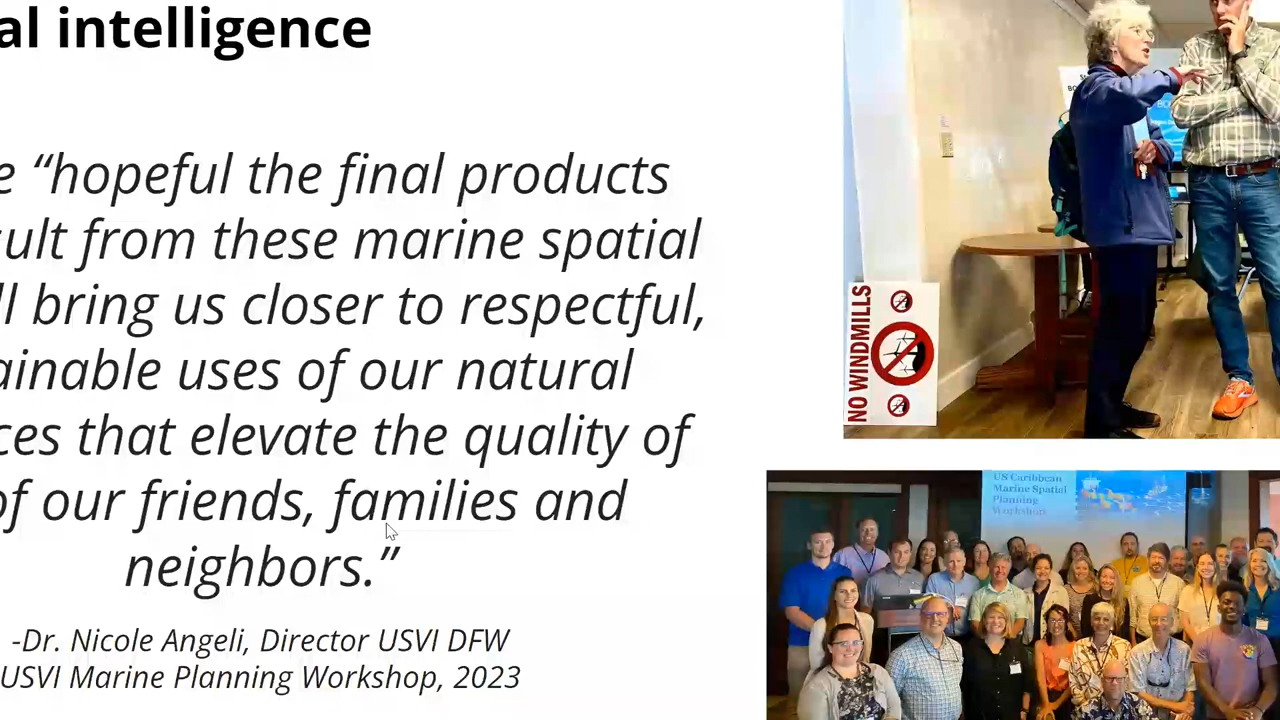 al intelligence
e “hopeful the final products
ult from these marine spatial
ll bring us closer to respectful,
ainable uses of our natural
ces that elevate the quality of
of our friends, families and
neighbors.”
-Dr. Nicole Angeli, Director USVI DFW
USVI Marine Planning Workshop, 2023
NO WINDMILLS
US Caribbean
Marine Spatial
Planning
Workshop